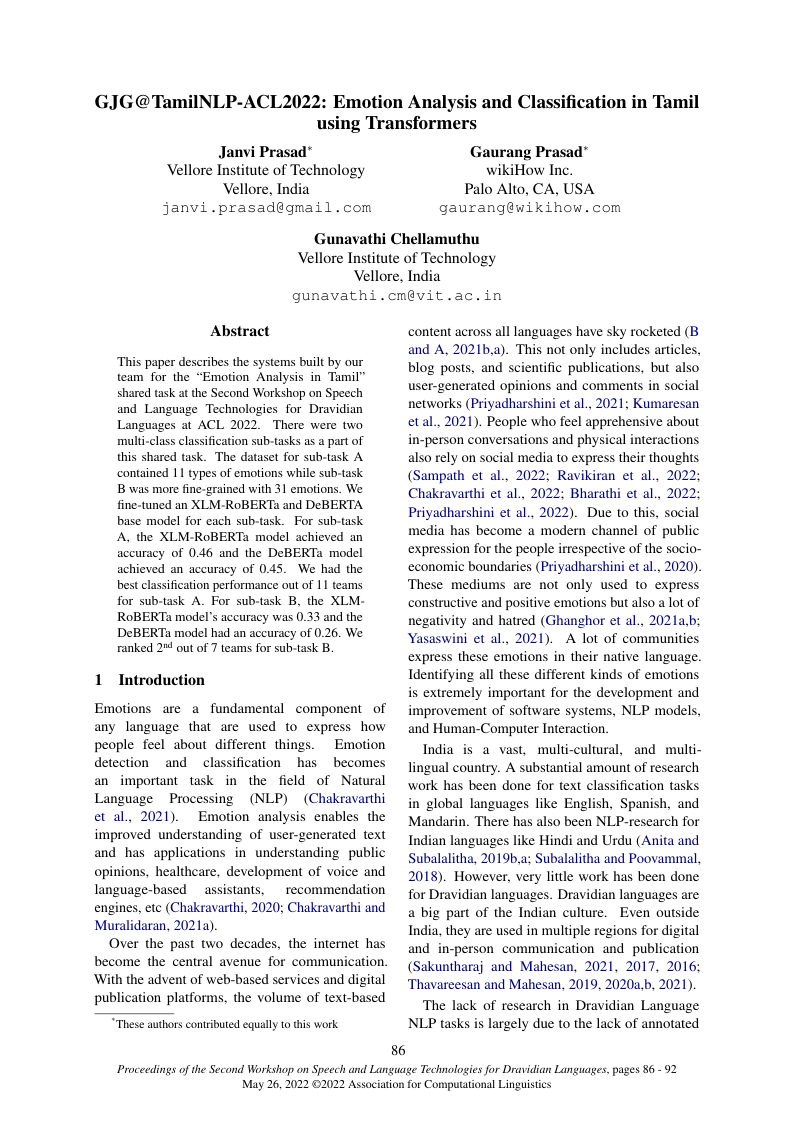 GJG@TamilNLP-ACL2022: Emotion Analysis and Classification in Tamil
using Transformers
Janvi Prasad*
Vellore Institute of Technology
Vellore, India
janvi.prasad@gmail.com
Gaurang Prasad*
wikiHow Inc.
Palo Alto, CA, USA
gaurang@wikihow.com
Gunavathi Chellamuthu
Vellore Institute of Technology
Vellore, India
gunavathi.cm@vit.ac.in
Abstract
This paper describes the systems built by our
team for the “Emotion Analysis in Tamil”
shared task at the Second Workshop on Speech
and Language Technologies for Dravidian
Languages at ACL 2022. There were two
multi-class classification sub-tasks as a part of
this shared task. The dataset for sub-task A
contained 11 types of emotions while sub-task
B was more fine-grained with 31 emotions. We
fine-tuned an XLM-RoBERTa and DeBERTA
base model for each sub-task. For sub-task
A, the XLM-RoBERTa model achieved an
accuracy of 0.46 and the DeBERTa model
achieved an accuracy of 0.45. We had the
best classification performance out of 11 teams
for sub-task A. For sub-task B, the XLM-
RoBERTa model’s accuracy was 0.33 and the
DeBERTa model had an accuracy of 0.26. We
ranked 2nd out of 7 teams for sub-task B.
1 Introduction
Emotions are a fundamental component of
any language that are used to express how
people feel about different things. Emotion
detection and classification has becomes
an important task in the field of Natural
Language Processing (NLP) (Chakravarthi
et al., 2021). Emotion analysis enables the
improved understanding of user-generated text
and has applications in understanding public
opinions, healthcare, development of voice and
language-based assistants, recommendation
engines, etc (Chakravarthi, 2020; Chakravarthi and
Muralidaran, 2021a).
Over the past two decades, the internet has
become the central avenue for communication.
With the advent of web-based services and digital
publication platforms, the volume of text-based
*These authors contributed equally to this work
content across all languages have sky rocketed (B
and A, 2021b,a). This not only includes articles,
blog posts, and scientific publications, but also
user-generated opinions and comments in social
networks (Priyadharshini et al., 2021; Kumaresan
et al., 2021). People who feel apprehensive about
in-person conversations and physical interactions
also rely on social media to express their thoughts
(Sampath et al., 2022; Ravikiran et al., 2022;
Chakravarthi et al., 2022; Bharathi et al., 2022;
Priyadharshini et al., 2022). Due to this, social
media has become a modern channel of public
expression for the people irrespective of the socio-
economic boundaries (Priyadharshini et al., 2020).
These mediums are not only used to express
constructive and positive emotions but also a lot of
negativity and hatred (Ghanghor et al., 2021a,b;
Yasaswini et al., 2021). A lot of communities
express these emotions in their native language.
Identifying all these different kinds of emotions
is extremely important for the development and
improvement of software systems, NLP models,
and Human-Computer Interaction.
India is a vast, multi-cultural, and multi-
lingual country. A substantial amount of research
work has been done for text classification tasks
in global languages like English, Spanish, and
Mandarin. There has also been NLP-research for
Indian languages like Hindi and Urdu (Anita and
Subalalitha, 2019b,a; Subalalitha and Poovammal,
2018). However, very little work has been done
for Dravidian languages. Dravidian languages are
a big part of the Indian culture. Even outside
India, they are used in multiple regions for digital
and in-person communication and publication
(Sakuntharaj and Mahesan, 2021, 2017, 2016;
Thavareesan and Mahesan, 2019, 2020a,b, 2021).
The lack of research in Dravidian Language
NLP tasks is largely due to the lack of annotated
86
Proceedings of the Second Workshop on Speech and Language Technologies for Dravidian Languages, pages 86 - 92
May 26, 2022 ©2022 Association for Computational Linguistics